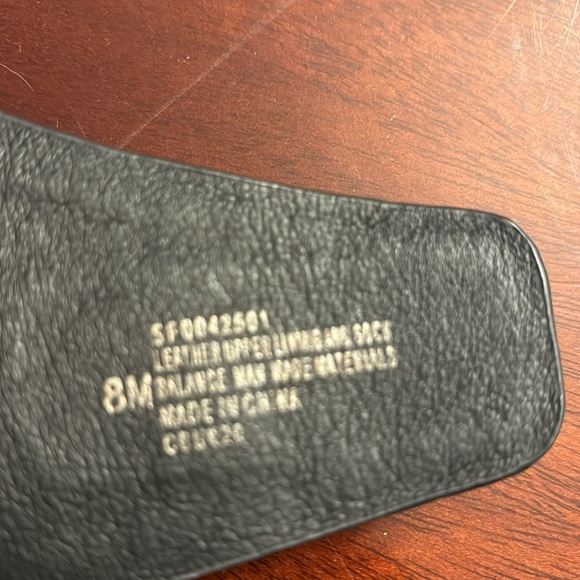 SF0042501
LEATHER UPPER LINING AND SOCK
8M BALANCE MAN MADE MATERIALS
MADE IN CHINA